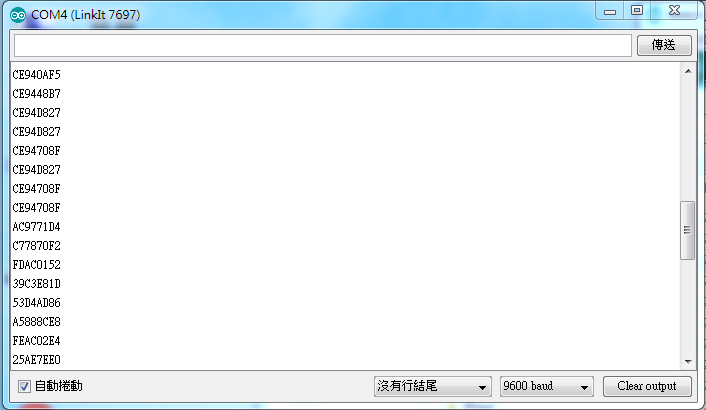 COM4 (LinkIt 7697)
傳送
CE940AF5
CE9448B7
CE94D827
CE94D827
CE94708F
CE94D827
CE94708F
CE94708F
AC9771D4
C77870F2
FDAC0152
39C3E81D
53D4AD86
A5888CE8
FEAC02E4
25AE7EE0
自動捲動 沒有行結尾 9600 baud Clear output